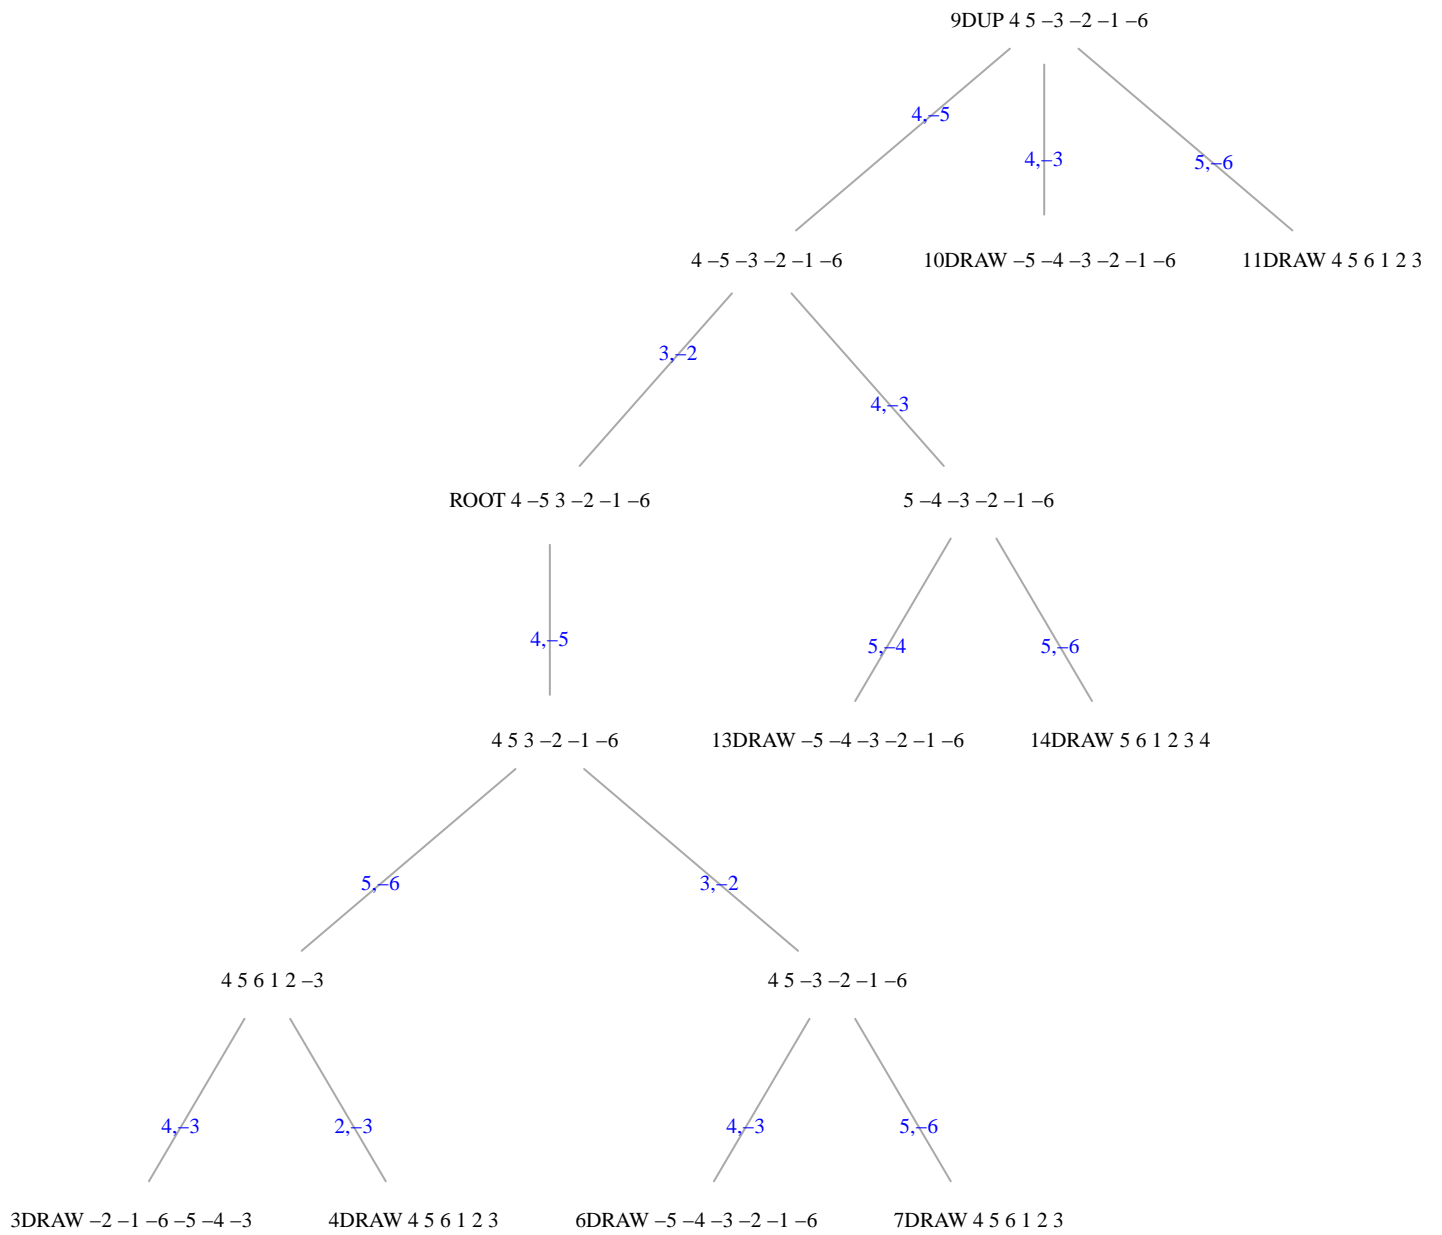 9DUP 4 5 –3 –2 –1 –6
4,–5
4,–3
5,–6
4 –5 –3 –2 –1 –6
10DRAW –5 –4 –3 –2 –1 –6
11DRAW 4 5 6 1 2 3
3,–2
4,–3
ROOT 4 –5 3 –2 –1 –6
5 –4 –3 –2 –1 –6
4,–5
5,–4
5,–6
4 5 3 –2 –1 –6
13DRAW –5 –4 –3 –2 –1 –6
14DRAW 5 6 1 2 3 4
5,–6
3,–2
4 5 6 1 2 –3
4 5 –3 –2 –1 –6
4,–3
2,–3
4,–3
5,–6
3DRAW –2 –1 –6 –5 –4 –3
4DRAW 4 5 6 1 2 3
6DRAW –5 –4 –3 –2 –1 –6
7DRAW 4 5 6 1 2 3